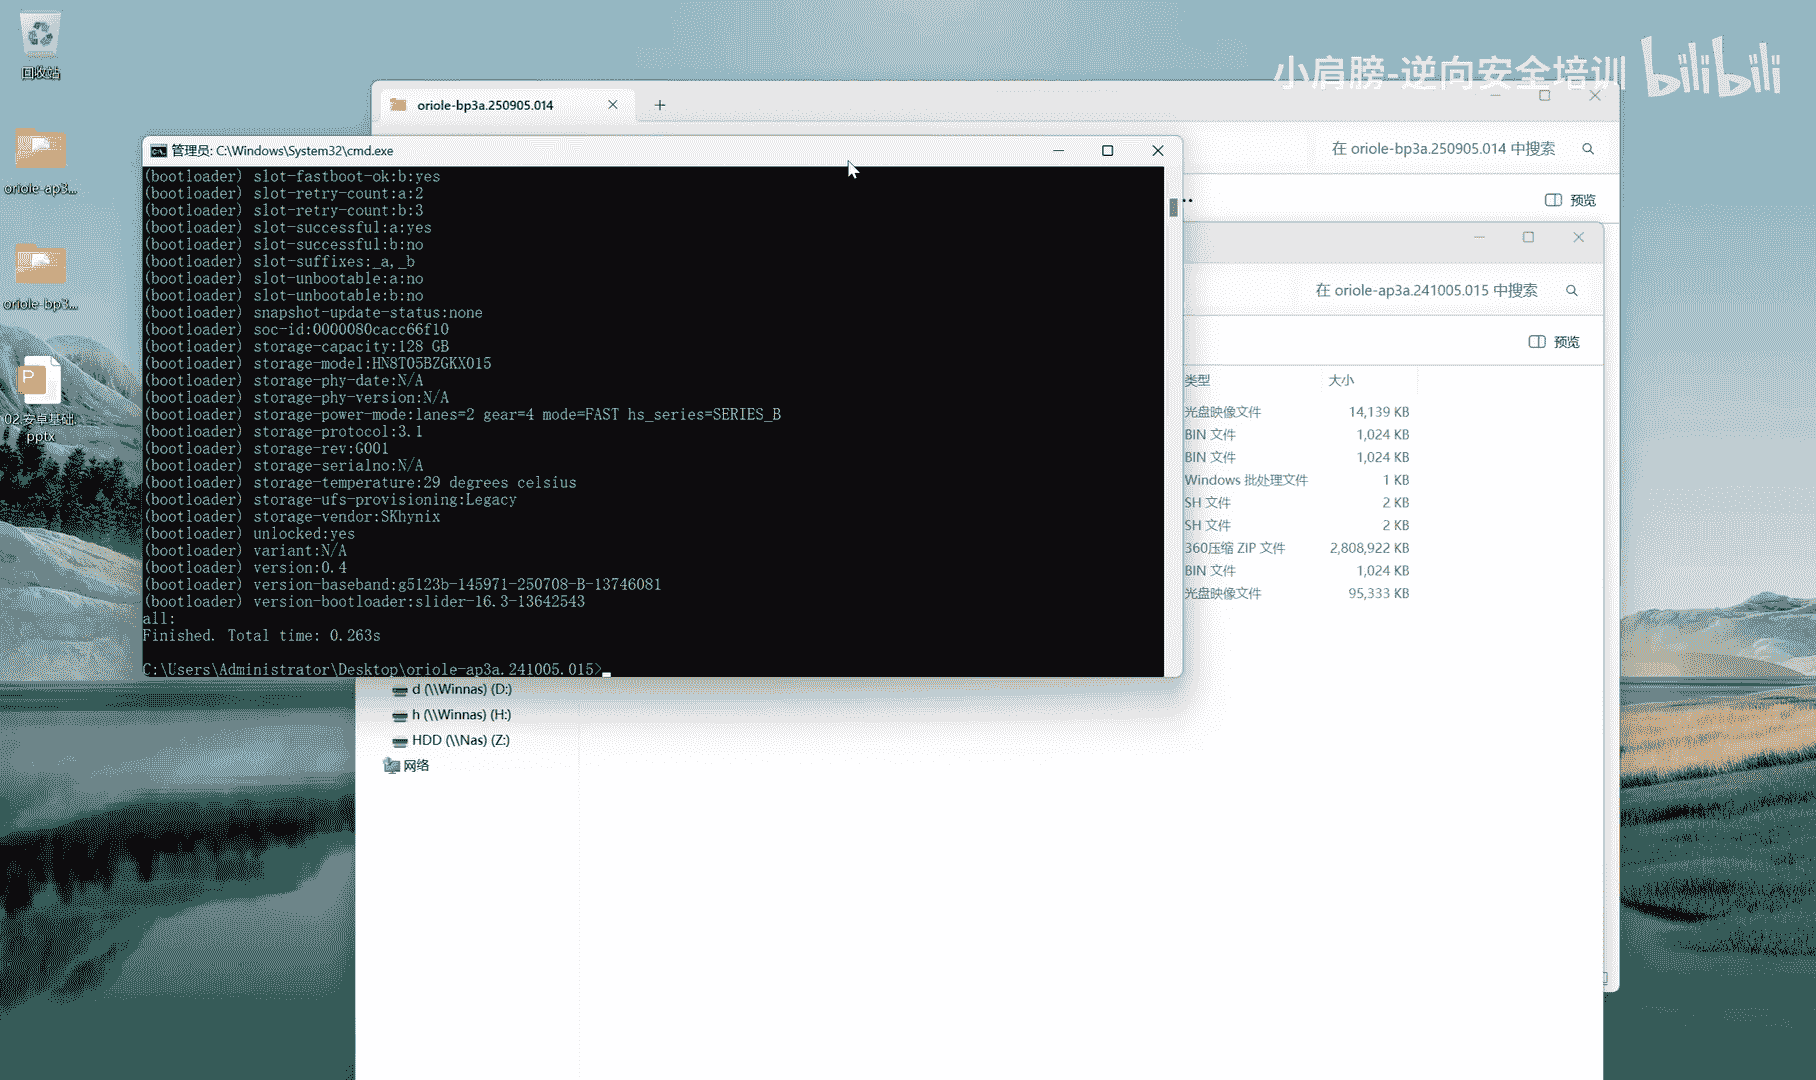 回收站
小肩膀-逆向安全培训 bilibili
oriole-bp3a.250905.014
在 oriole-bp3a.250905.014 中搜索
管理员: C:\Windows\System32\cmd.exe
oriole-ap3...
(bootloader) slot-fastboot-ok:b:yes
(bootloader) slot-retry-count:a:2
(bootloader) slot-retry-count:b:3
(bootloader) slot-successful:a:yes
(bootloader) slot-successful:b:no
(bootloader) slot-suffixes:_a,_b
(bootloader) slot-unbootable:a:no
(bootloader) slot-unbootable:b:no
(bootloader) snapshot-update-status:none
(bootloader) soc-id:0000080cacc66f10
(bootloader) storage-capacity:128 GB
(bootloader) storage-model:HN8T05BZGKX015
(bootloader) storage-phy-date:N/A
(bootloader) storage-phy-version:N/A
(bootloader) storage-power-mode:lanes=2 gear=4 mode=FAST hs_series=SERIES_B
(bootloader) storage-protocol:3.1
(bootloader) storage-rev:G001
(bootloader) storage-serialno:N/A
(bootloader) storage-temperature:29 degrees celsius
(bootloader) storage-ufs-provisioning:Legacy
(bootloader) storage-vendor:SKhynix
(bootloader) unlocked:yes
(bootloader) variant:N/A
(bootloader) version:0.4
(bootloader) version-baseband:g5123b-145971-250708-B-13746081
(bootloader) version-bootloader:slider-16.3-13642543
all:
Finished. Total time: 0.263s
C:\Users\Administrator\Desktop\oriole-ap3a.241005.015>
预览
在 oriole-ap3a.241005.015 中搜索
预览
类型 大小
光盘映像文件 14,139 KB
BIN 文件 1,024 KB
BIN 文件 1,024 KB
Windows 批处理文件 1 KB
SH 文件 2 KB
SH 文件 2 KB
360压缩 ZIP 文件 2,808,922 KB
BIN 文件 1,024 KB
光盘映像文件 95,333 KB
oriole-bp3...
02.安卓基础.
pptx
d (\\Winnas) (D:)
h (\\Winnas) (H:)
HDD (\\Nas) (Z:)
网络